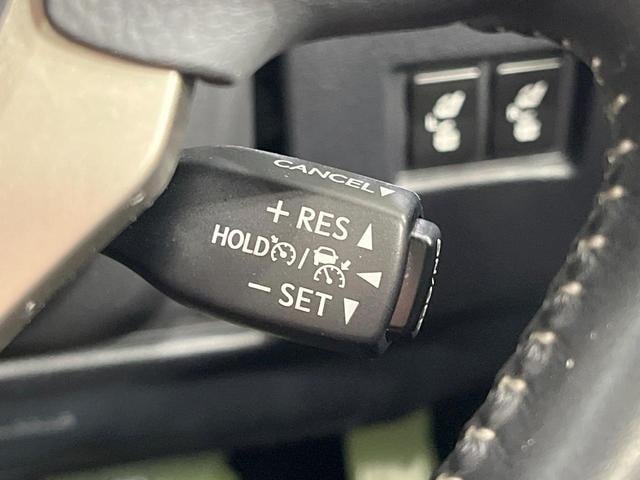 CANCEL▼
+ RES ▲
HOLD / ◀
− SET ▼